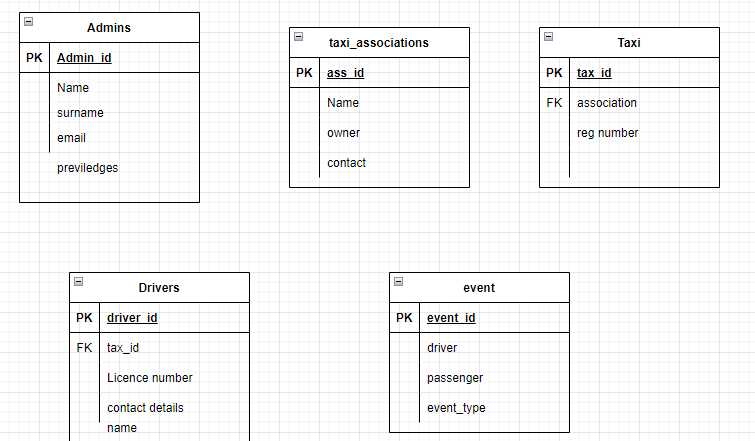 Admins
PK Admin_id
Name
surname
email
previledges
taxi_associations
PK ass_id
Name
owner
contact
Taxi
PK tax_id
FK association
reg number
Drivers
PK driver_id
FK tax_id
Licence number
contact details
name
event
PK event_id
driver
passenger
event_type